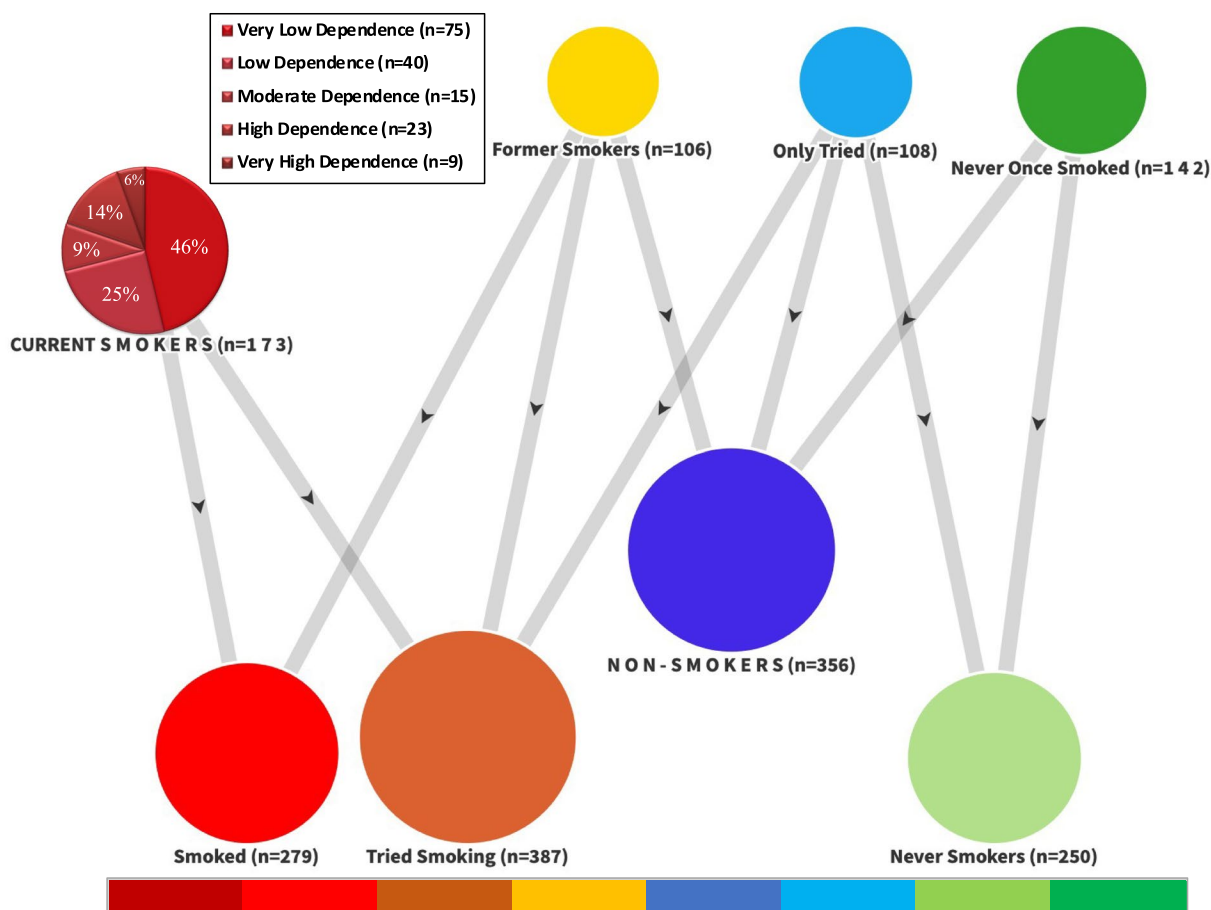 Very Low Dependence (n=75)
Low Dependence (n=40)
Moderate Dependence (n=15)
High Dependence (n=23)
Very High Dependence (n=9)
Former Smokers (n=106)
Only Tried (n=108)
Never Once Smoked (n=1 4 2)
6%
14%
46%
9%
25%
CURRENT S M O K E R S (n=1 7 3)
N O N - S M O K E R S (n=356)
Smoked (n=279)
Tried Smoking (n=387)
Never Smokers (n=250)